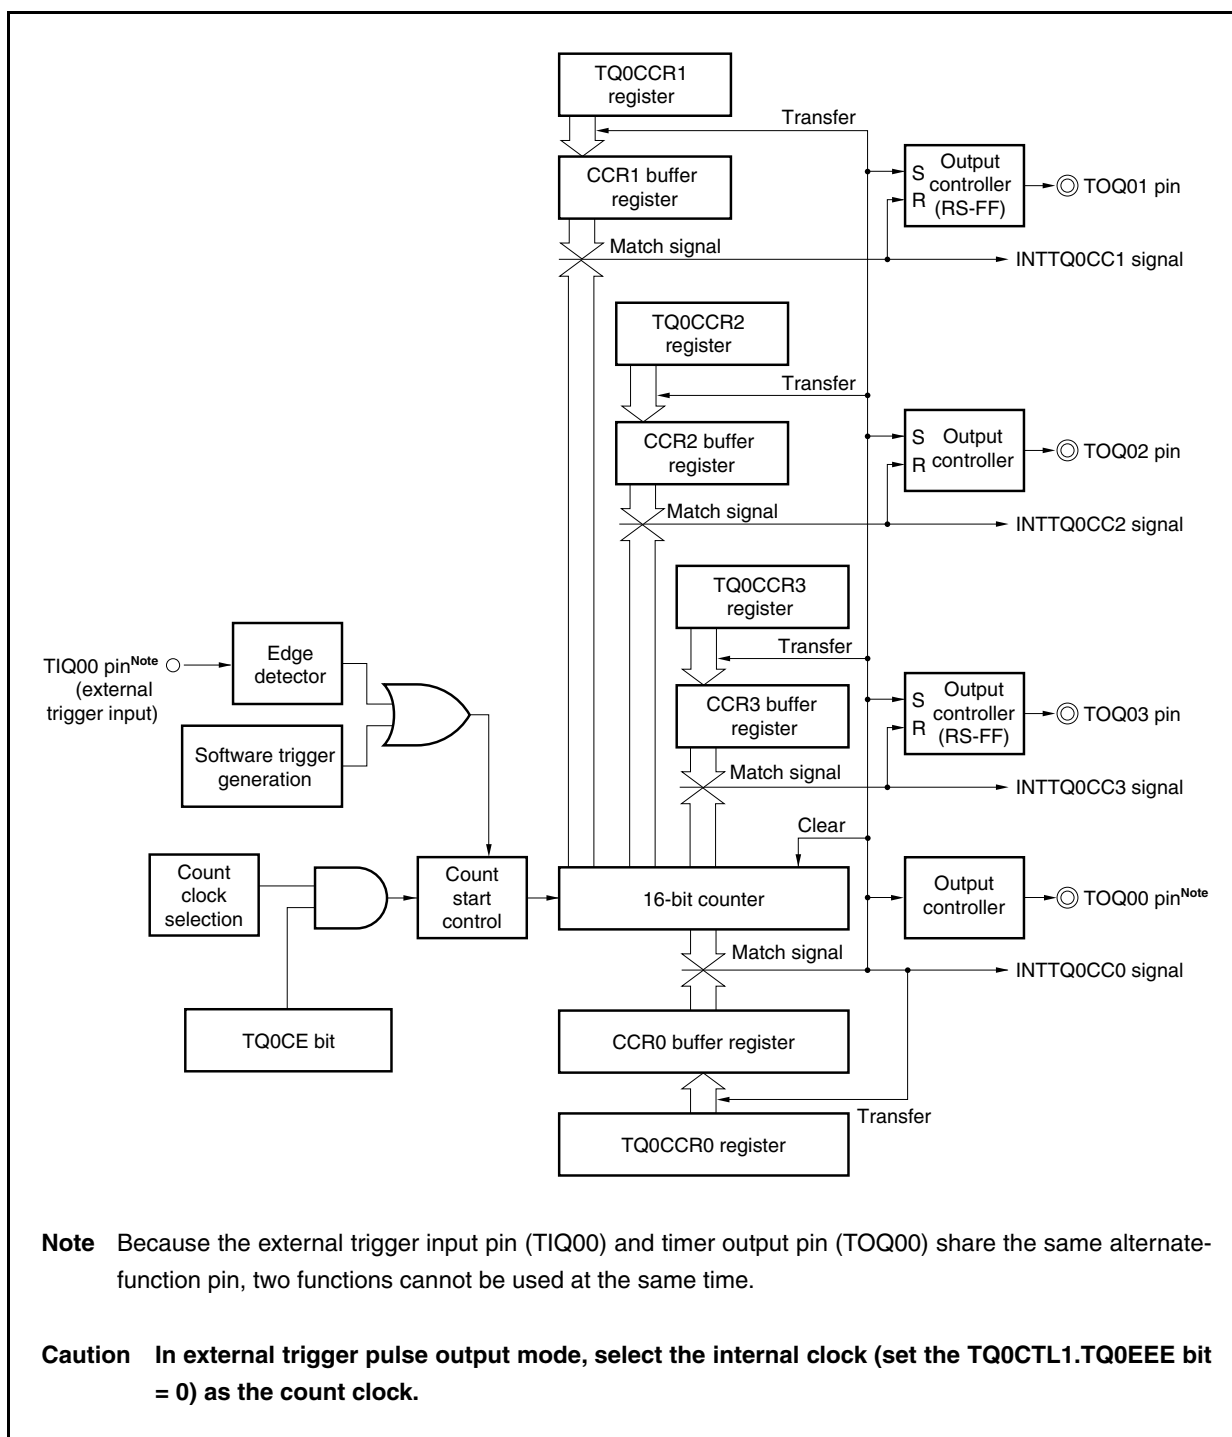 TQ0CCR1
register
Transfer
CCR1 buffer
register
S
R
Output
controller
(RS-FF)
TOQ01 pin
Match signal
INTTQ0CC1 signal
TQ0CCR2
register
Transfer
CCR2 buffer
register
S
R
Output
controller
TOQ02 pin
Match signal
INTTQ0CC2 signal
TQ0CCR3
register
Transfer
TIQ00 pinNote
(external
trigger input)
Edge
detector
CCR3 buffer
register
S
R
Output
controller
(RS-FF)
TOQ03 pin
Software trigger
generation
Match signal
INTTQ0CC3 signal
Clear
Count
clock
selection
Count
start
control
16-bit counter
Output
controller
TOQ00 pinNote
Match signal
INTTQ0CC0 signal
TQ0CE bit
CCR0 buffer register
Transfer
TQ0CCR0 register
Note Because the external trigger input pin (TIQ00) and timer output pin (TOQ00) share the same alternate-
function pin, two functions cannot be used at the same time.
Caution In external trigger pulse output mode, select the internal clock (set the TQ0CTL1.TQ0EEE bit
= 0) as the count clock.